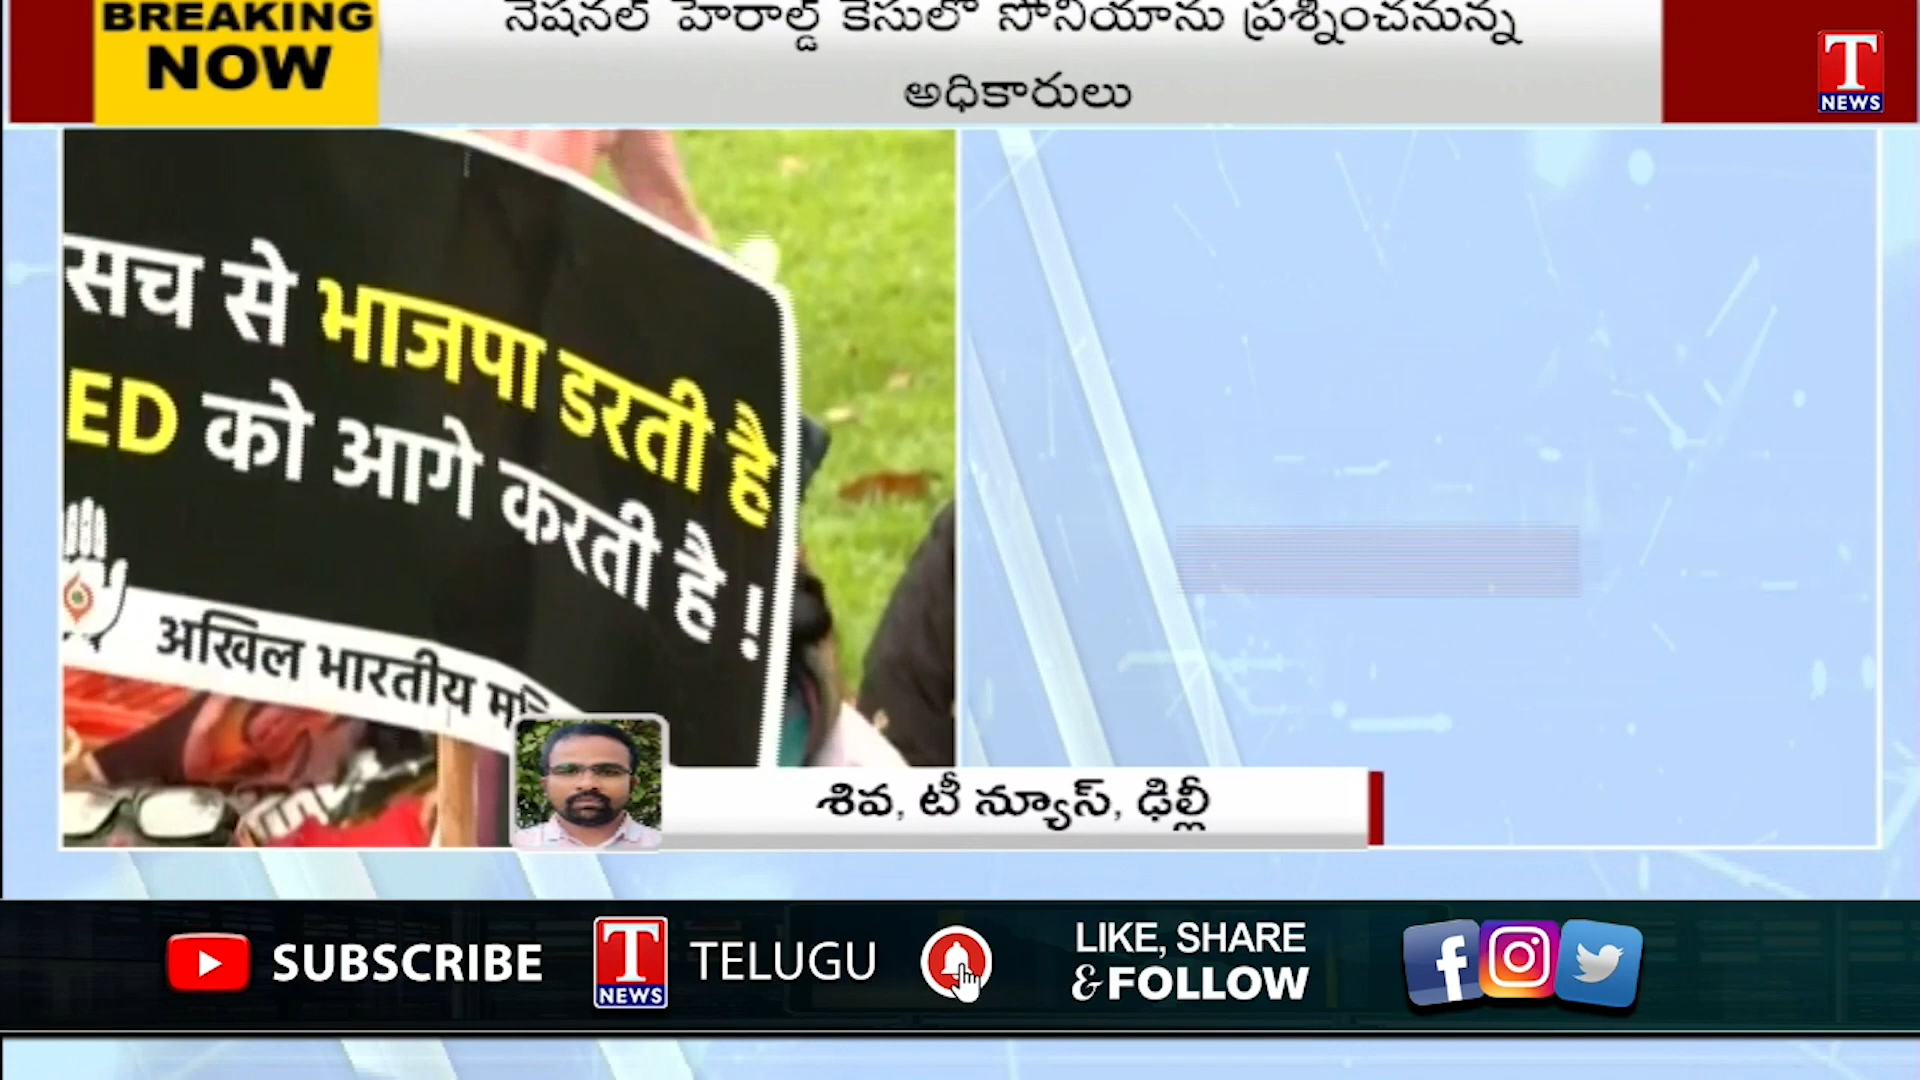 BREAKING
NOW
నేషనల్ హెరాల్డ్ కేసులో సోనియాను ప్రశ్నించనున్న
అధికారులు
T
NEWS
सच से भाजपा डरती है
ED को आगे करती है !
अखिल भारतीय
శివ, టీ న్యూస్, ఢిల్లీ
SUBSCRIBE
T
NEWS
TELUGU
LIKE, SHARE
& FOLLOW